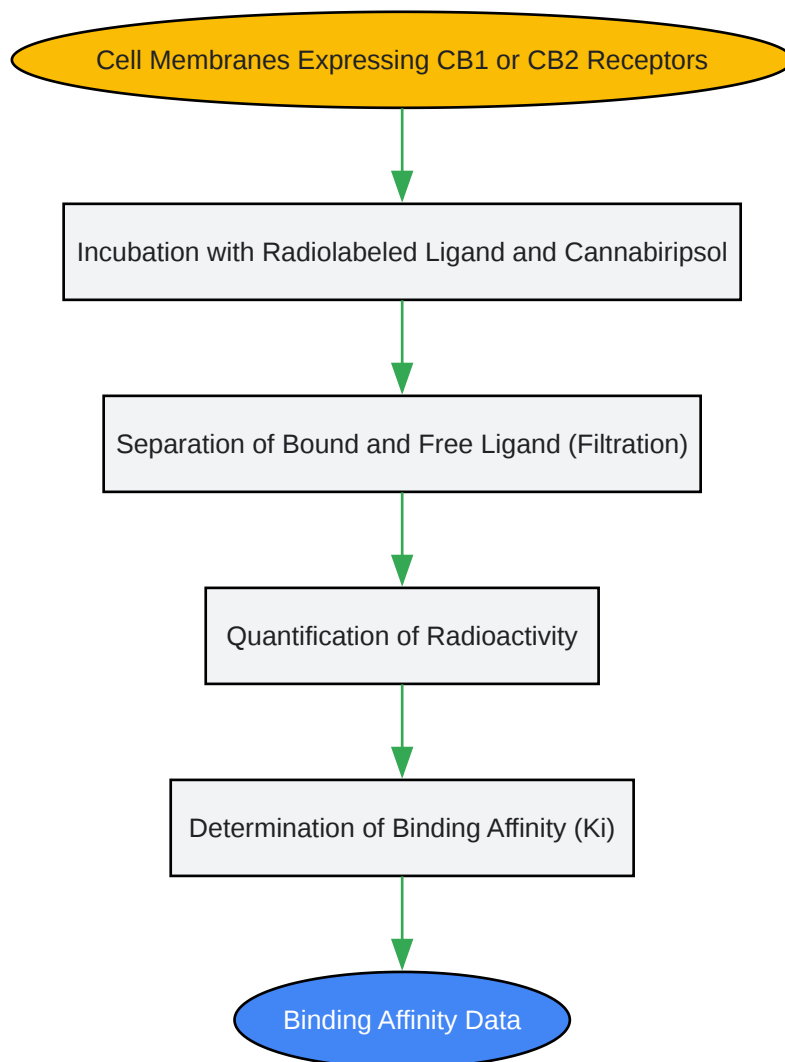 Cell Membranes Expressing CB1 or CB2 Receptors
Incubation with Radiolabeled Ligand and Cannabiripsol
Separation of Bound and Free Ligand (Filtration)
Quantification of Radioactivity
Determination of Binding Affinity (Ki)
Binding Affinity Data